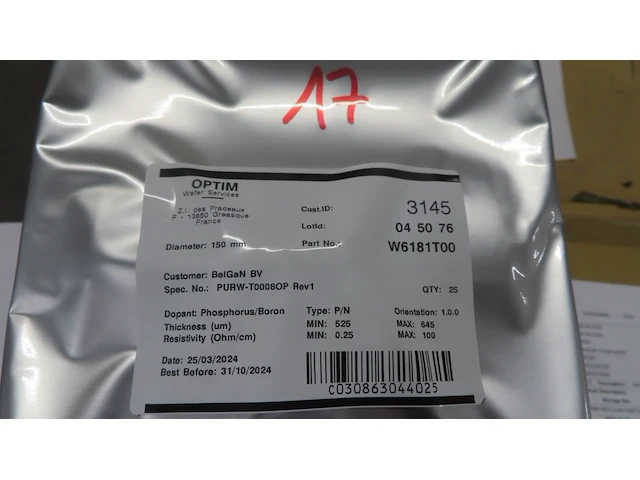 17
OPTIM
Wafer Services
Z.I. des Pradeaux
F - 13850 Greasque
France
Cust.ID: 3145
LotId: 04 50 76
Diameter: 150 mm
Part No.: W6181T00
Customer: BelGaN BV
Spec. No.: PURW-T0008OP Rev1
QTY: 25
Dopant: Phosphorus/Boron Type: P/N Orientation: 1.0.0
Thickness (um) MIN: 525 MAX: 645
Resistivity (Ohm/cm) MIN: 0.25 MAX: 100
Date: 25/03/2024
Best Before: 31/10/2024
C030863044025